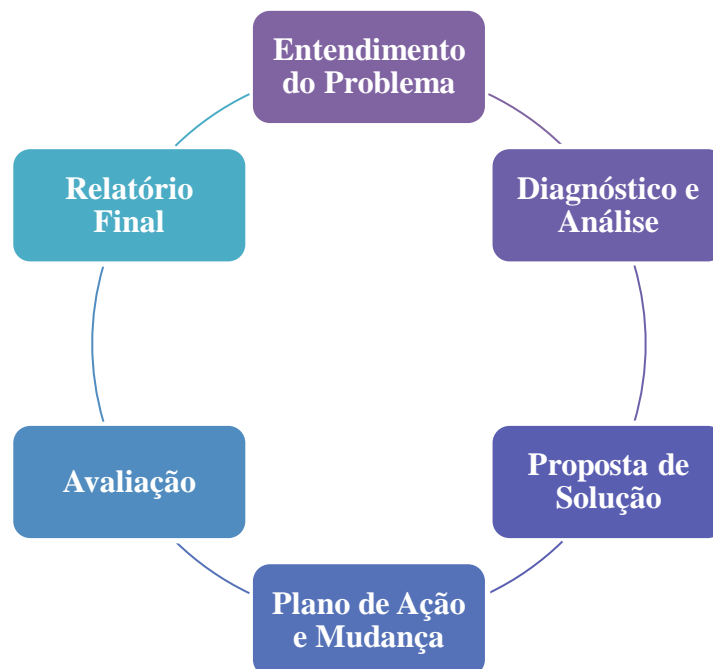 Entendimento
do Problema
Diagnóstico e
Análise
Proposta de
Solução
Plano de Ação
e Mudança
Avaliação
Relatório
Final